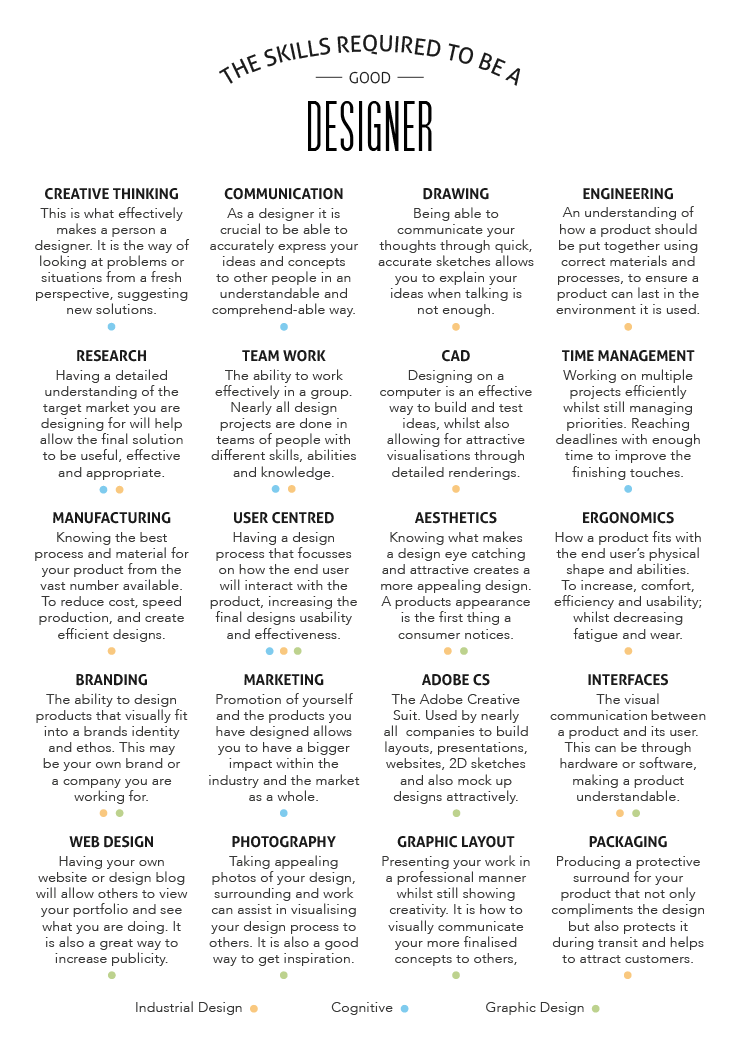 THE SKILLS REQUIRED TO BE A
GOOD
DESIGNER
CREATIVE THINKING
This is what effectively
makes a person a
designer. It is the way of
looking at problems or
situations from a fresh
perspective, suggesting
new solutions.
COMMUNICATION
As a designer it is
crucial to be able to
accurately express your
ideas and concepts
to other people in an
understandable and
comprehend-able way.
DRAWING
Being able to
communicate your
thoughts through quick,
accurate sketches allows
you to explain your
ideas when talking is
not enough.
ENGINEERING
An understanding of
how a product should
be put together using
correct materials and
processes, to ensure a
product can last in the
environment it is used.
RESEARCH
Having a detailed
understanding of the
target market you are
designing for will help
allow the final solution
to be useful, effective
and appropriate.
TEAM WORK
The ability to work
effectively in a group.
Nearly all design
projects are done in
teams of people with
different skills, abilities
and knowledge.
CAD
Designing on a
computer is an effective
way to build and test
ideas, whilst also
allowing for attractive
visualisations through
detailed renderings.
TIME MANAGEMENT
Working on multiple
projects efficiently
whilst still managing
priorities. Reaching
deadlines with enough
time to improve the
finishing touches.
MANUFACTURING
Knowing the best
process and material for
your product from the
vast number available.
To reduce cost, speed
production, and create
efficient designs.
USER CENTRED
Having a design
process that focusses
on how the end user
will interact with the
product, increasing the
final designs usability
and effectiveness.
AESTHETICS
Knowing what makes
a design eye catching
and attractive creates a
more appealing design.
A products appearance
is the first thing a
consumer notices.
ERGONOMICS
How a product fits with
the end user's physical
shape and abilities.
To increase, comfort,
efficiency and usability;
whilst decreasing
fatigue and wear.
BRANDING
The ability to design
products that visually fit
into a brands identity
and ethos. This may
be your own brand or
a company you are
working for.
MARKETING
Promotion of yourself
and the products you
have designed allows
you to have a bigger
impact within the
industry and the market
as a whole.
ADOBE CS
The Adobe Creative
Suit. Used by nearly
all companies to build
layouts, presentations,
websites, 2D sketches
and also mock up
designs attractively.
INTERFACES
The visual
communication between
a product and its user.
This can be through
hardware or software,
making a product
understandable.
WEB DESIGN
Having your own
website or design blog
will allow others to view
your portfolio and see
what you are doing. It
is also a great way to
increase publicity.
PHOTOGRAPHY
Taking appealing
photos of your design,
surrounding and work
can assist in visualising
your design process to
others. It is also a good
way to get inspiration.
GRAPHIC LAYOUT
Presenting your work in
a professional manner
whilst still showing
creativity. It is how to
visually communicate
your more finalised
concepts to others,
PACKAGING
Producing a protective
surround for your
product that not only
compliments the design
but also protects it
during transit and helps
to attract customers.
Industrial Design
Cognitive
Graphic Design